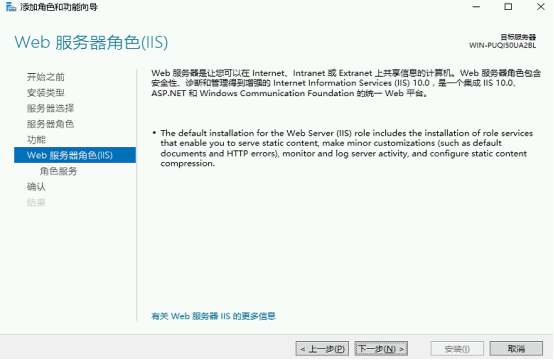 添加角色和功能向导
Web 服务器角色(IIS)
目标服务器
WIN-PUQI50UA2BL
开始之前
安装类型
服务器选择
服务器角色
功能
Web 服务器角色(IIS)
角色服务
确认
结果
Web 服务器是让您可以在 Internet、Intranet 或 Extranet 上共享信息的计算机。Web 服务器角色包含
安全性、诊断和管理得到增强的 Internet Information Services (IIS) 10.0，是一个集成 IIS 10.0、
ASP.NET 和 Windows Communication Foundation 的统一 Web 平台。
• The default installation for the Web Server (IIS) role includes the installation of role services
that enable you to serve static content, make minor customizations (such as default
documents and HTTP errors), monitor and log server activity, and configure static content
compression.
有关 Web 服务器 IIS 的更多信息
< 上一步(P) 下一步(N) > 安装(I) 取消